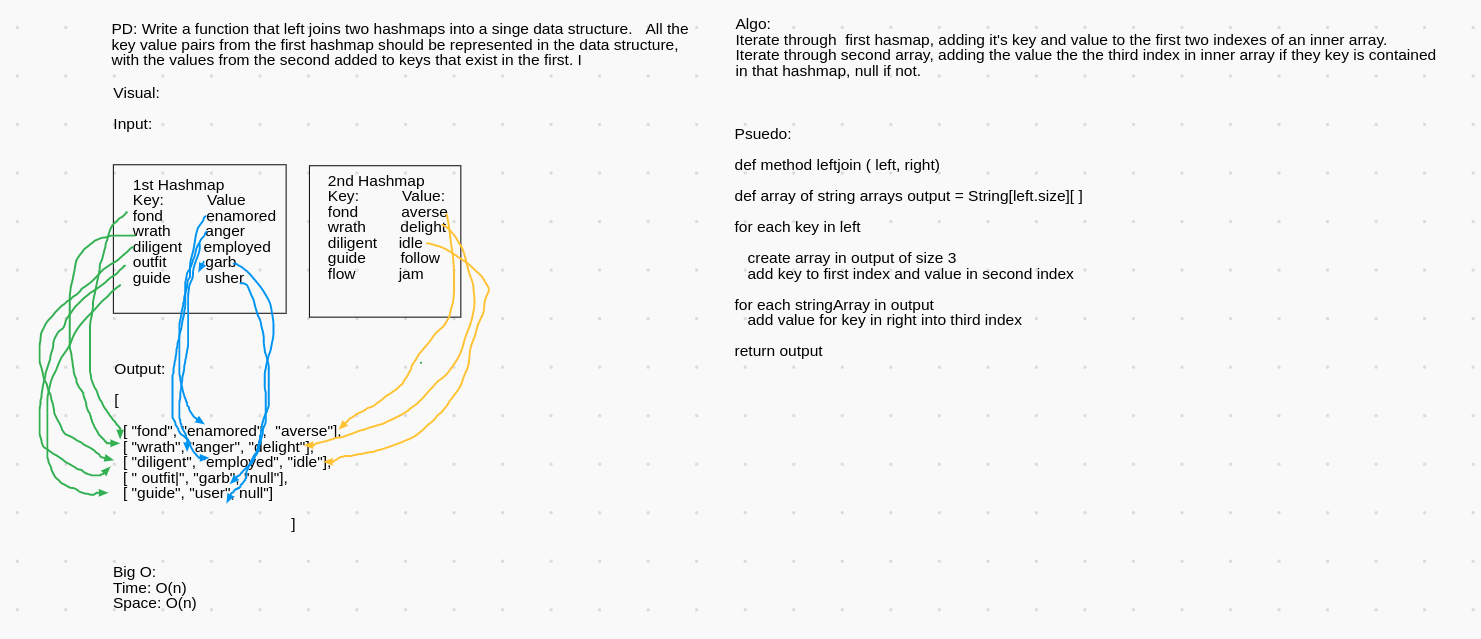 PD: Write a function that left joins two hashmaps into a singe data structure. All the
key value pairs from the first hashmap should be represented in the data structure,
with the values from the second added to keys that exist in the first. I
Visual:
Input:
1st Hashmap
Key: Value
fond enamored
wrath anger
diligent employed
outfit garb
guide usher
2nd Hashmap
Key: Value:
fond averse
wrath delight
diligent idle
guide follow
flow jam
Output:
[
[ "fond", "enamored", "averse"],
[ "wrath", "anger", "delight"],
[ "diligent", "employed", "idle"],
[ " outfit|", "garb", "null"],
[ "guide", "user", null"]
]
Big O:
Time: O(n)
Space: O(n)
Algo:
Iterate through first hasmap, adding it's key and value to the first two indexes of an inner array.
Iterate through second array, adding the value the the third index in inner array if they key is contained
in that hashmap, null if not.
Psuedo:
def method leftjoin ( left, right)
def array of string arrays output = String[left.size][ ]
for each key in left
create array in output of size 3
add key to first index and value in second index
for each stringArray in output
add value for key in right into third index
return output